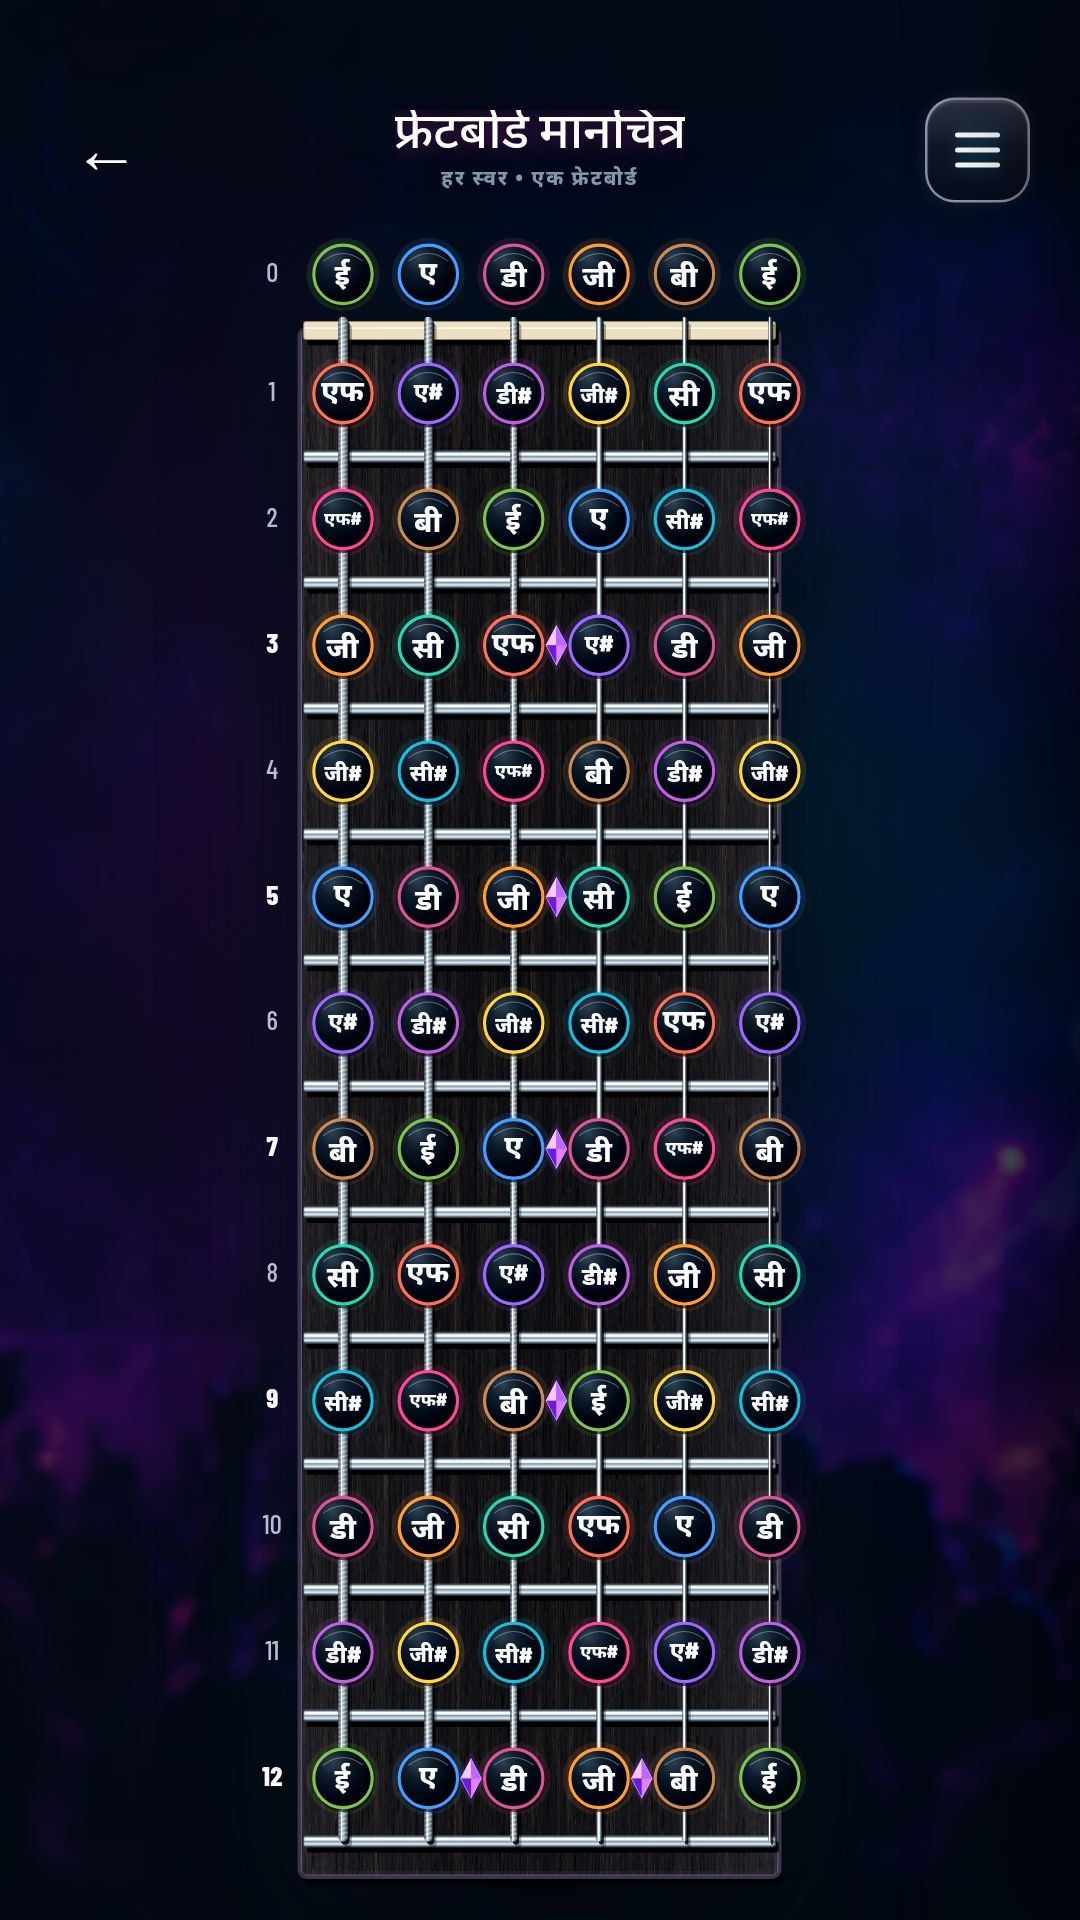 फ्रेटबोर्ड मानचित्र
हर स्वर • एक फ्रेटबोर्ड
0 ई ए डी जी बी ई
1 एफ ए# डी# जी# सी एफ
2 एफ# बी ई ए सी# एफ#
3 जी सी एफ ए# डी जी
4 जी# सी# एफ# बी डी# जी#
5 ए डी जी सी ई ए
6 ए# डी# जी# सी# एफ ए#
7 बी ई ए डी एफ# बी
8 सी एफ ए# डी# जी सी
9 सी# एफ# बी ई जी# सी#
10 डी जी सी एफ ए डी
11 डी# जी# सी# एफ# ए# डी#
12 ई ए डी जी बी ई